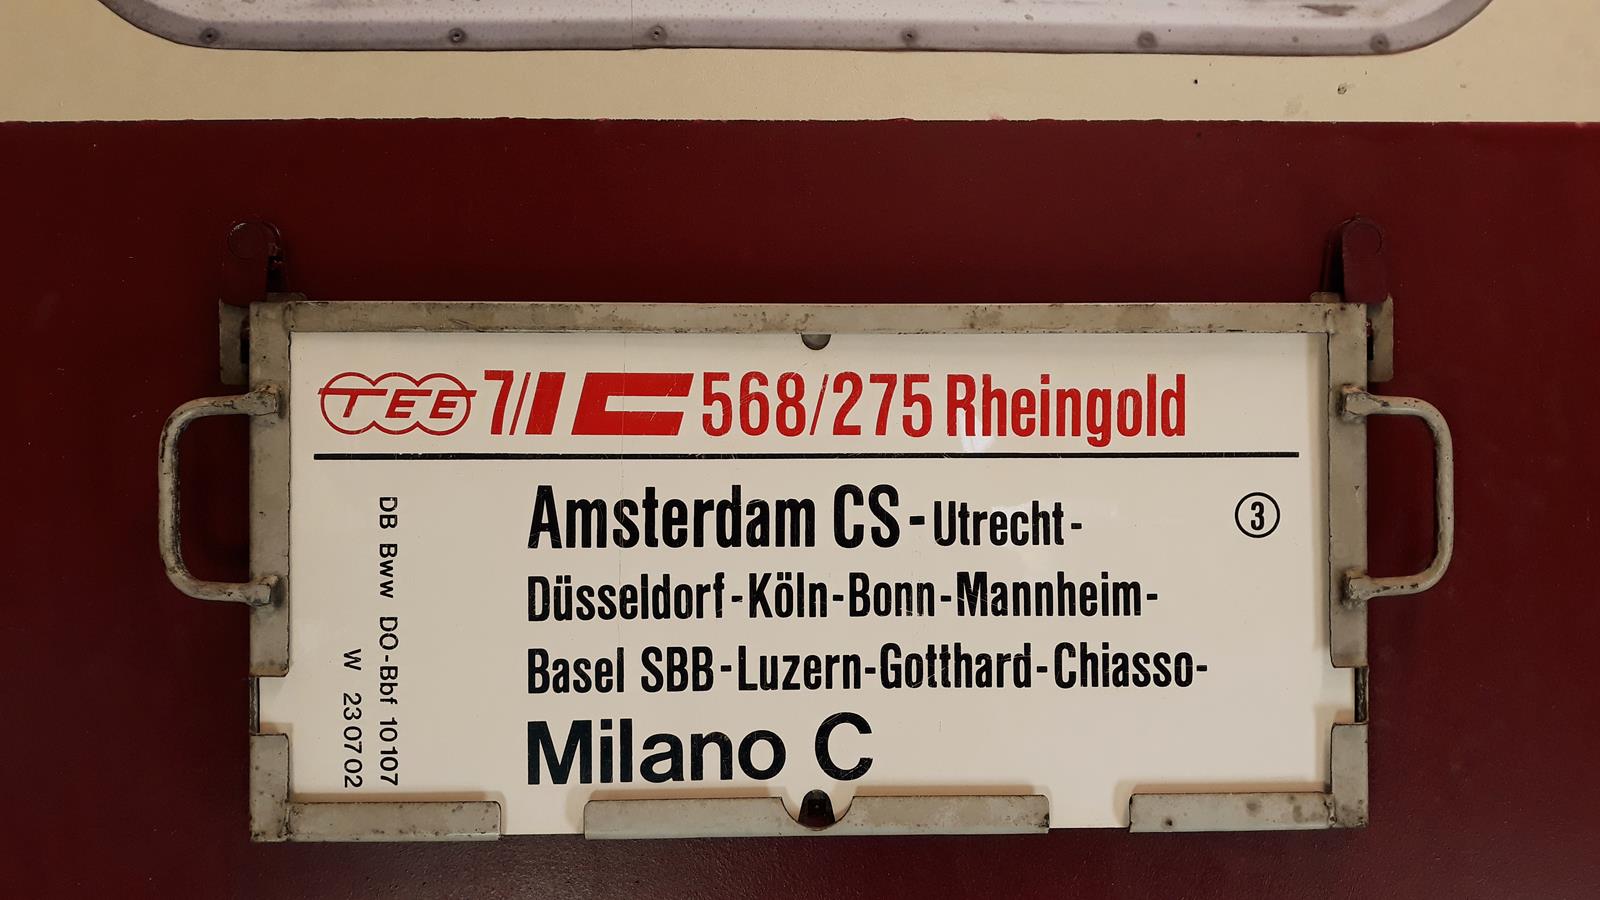 TEE 7/IC 568/275 Rheingold
Amsterdam CS-Utrecht-
3
Düsseldorf-Köln-Bonn-Mannheim-
Basel SBB-Luzern-Gotthard-Chiasso-
Milano C
DB Bww DO-Bbf 10107
W 230702